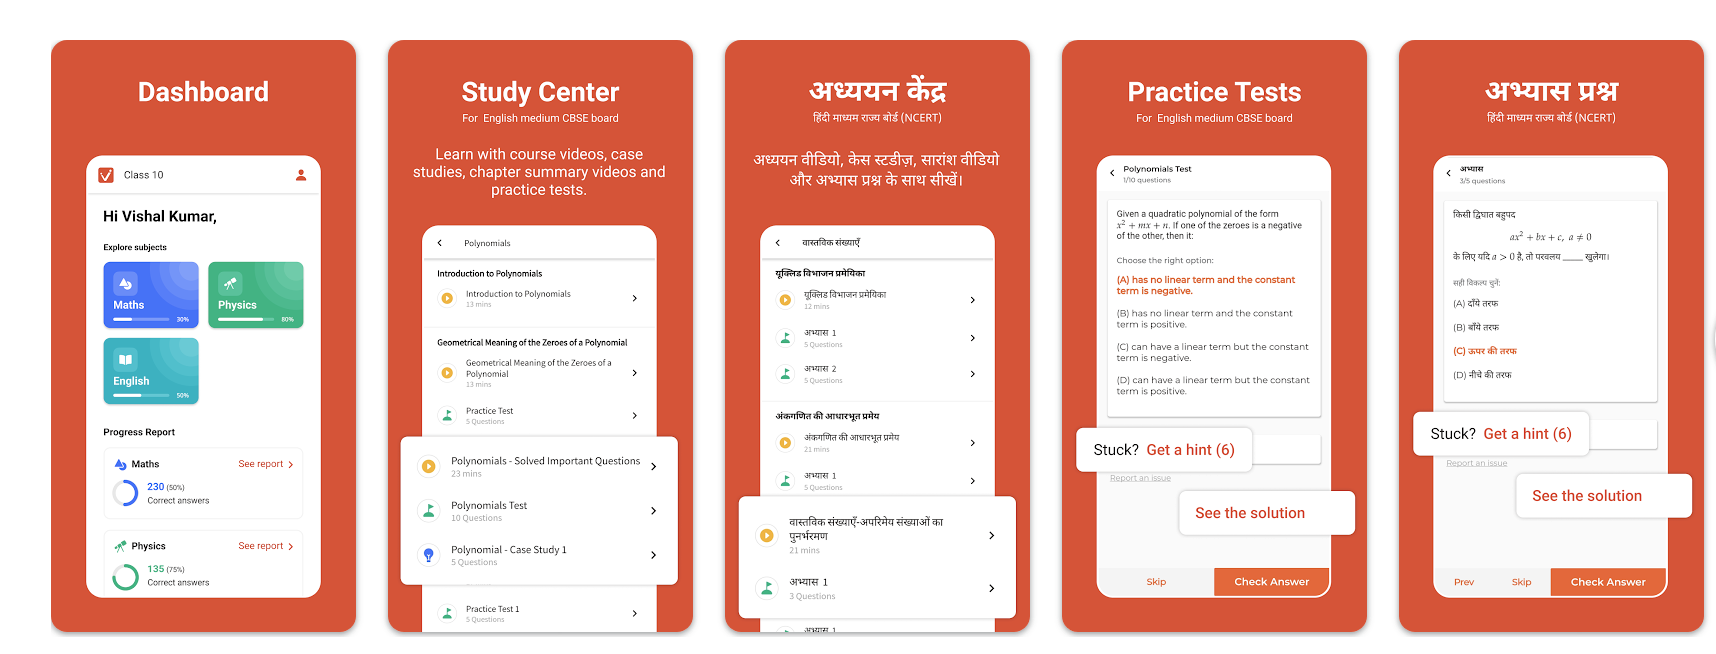 Dashboard
Class 10
Hi Vishal Kumar,
Explore subjects
Maths
30%
Physics
80%
English
50%
Progress Report
Maths
See report
230 (50%)
Correct answers
Physics
See report
135 (75%)
Correct answers
Study Center
For English medium CBSE board
Learn with course videos, case
studies, chapter summary videos and
practice tests.
Polynomials
Introduction to Polynomials
Introduction to Polynomials
13 mins
Geometrical Meaning of the Zeroes of a Polynomial
Geometrical Meaning of the Zeroes of a
Polynomial
13 mins
Practice Test
5 Questions
Polynomials - Solved Important Questions
23 mins
Polynomials Test
10 Questions
Polynomial - Case Study 1
5 Questions
Practice Test 1
5 Questions
अध्ययन केंद्र
हिंदी माध्यम राज्य बोर्ड (NCERT)
अध्ययन वीडियो, केस स्टडीज़, सारांश वीडियो
और अभ्यास प्रश्न के साथ सीखें।
वास्तविक संख्याएँ
यूक्लिड विभाजन प्रमेयिका
यूक्लिड विभाजन प्रमेयिका
12 mins
अभ्यास 1
5 Questions
अभ्यास 2
5 Questions
अंकगणित की आधारभूत प्रमेय
अंकगणित की आधारभूत प्रमेय
21 mins
अभ्यास 1
5 Questions
वास्तविक संख्याएँ-अपरिमेय संख्याओं का
पुनर्भरमण
21 mins
अभ्यास 1
3 Questions
अभ्यास 1
Practice Tests
For English medium CBSE board
Polynomials Test
1/10 questions
Given a quadratic polynomial of the form
x² + mx + n. If one of the zeroes is a negative
of the other, then it:
Choose the right option:
(A) has no linear term and the constant
term is negative.
(B) has no linear term and the constant
term is positive.
(C) can have a linear term but the constant
term is negative.
(D) can have a linear term but the constant
term is positive.
Stuck? Get a hint (6)
Report an issue
See the solution
Skip
Check Answer
अभ्यास प्रश्न
हिंदी माध्यम राज्य बोर्ड (NCERT)
अभ्यास
3/5 questions
किसी द्विघात बहुपद
ax² + bx + c, a ≠ 0
के लिए यदि a > 0 है, तो परवलय ____ खुलेगा।
सही विकल्प चुनें:
(A) दाँये तरफ
(B) बाँये तरफ
(C) ऊपर की तरफ
(D) नीचे की तरफ
Stuck? Get a hint (6)
Report an issue
See the solution
Prev
Skip
Check Answer